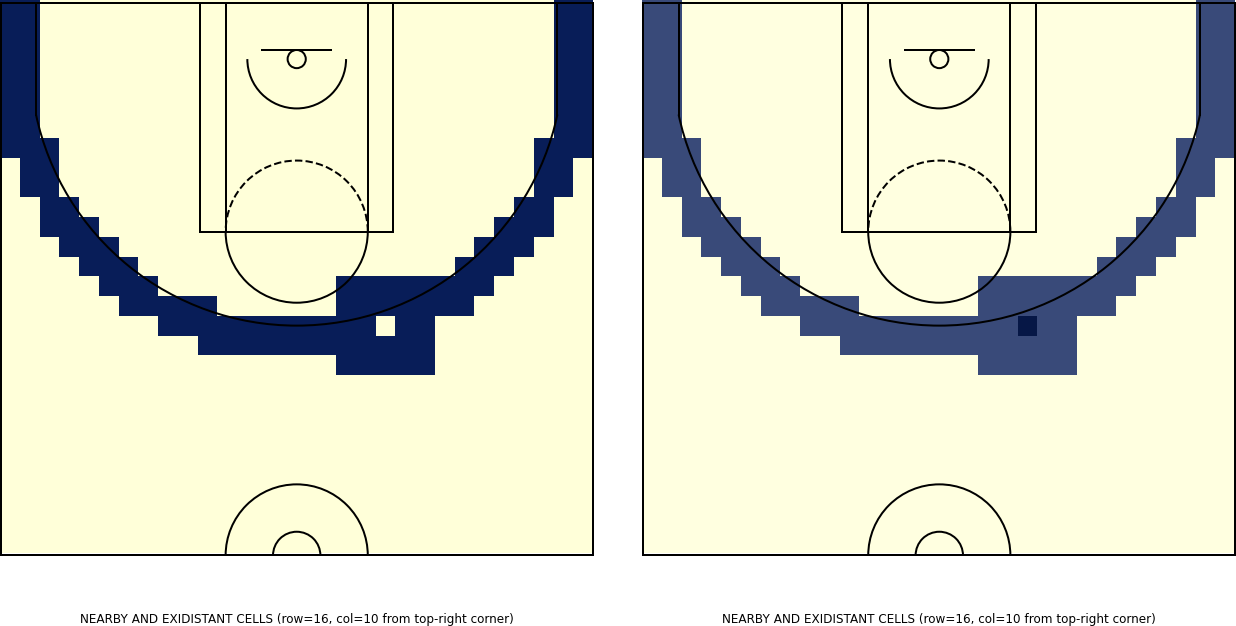 NEARBY AND EXIDISTANT CELLS (row=16, col=10 from top-right corner)
NEARBY AND EXIDISTANT CELLS (row=16, col=10 from top-right corner)